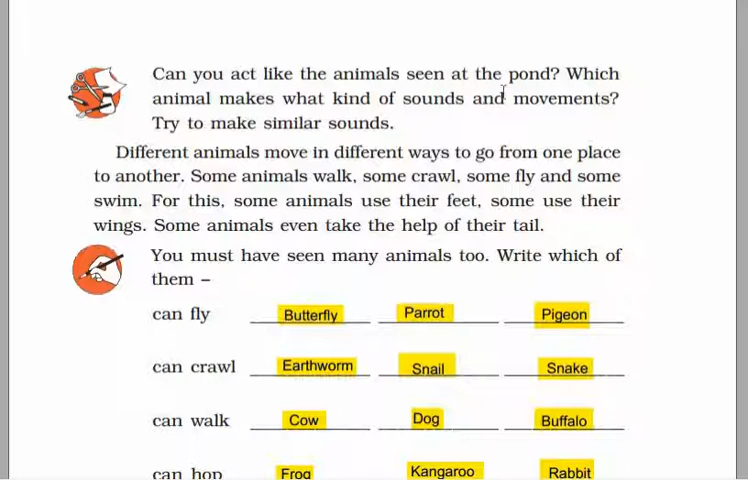 Can you act like the animals seen at the pond? Which
animal makes what kind of sounds and movements?
Try to make similar sounds.
Different animals move in different ways to go from one place
to another. Some animals walk, some crawl, some fly and some
swim. For this, some animals use their feet, some use their
wings. Some animals even take the help of their tail.
You must have seen many animals too. Write which of
them –
can fly Butterfly Parrot Pigeon
can crawl Earthworm Snail Snake
can walk Cow Dog Buffalo
can hop Frog Kangaroo Rabbit